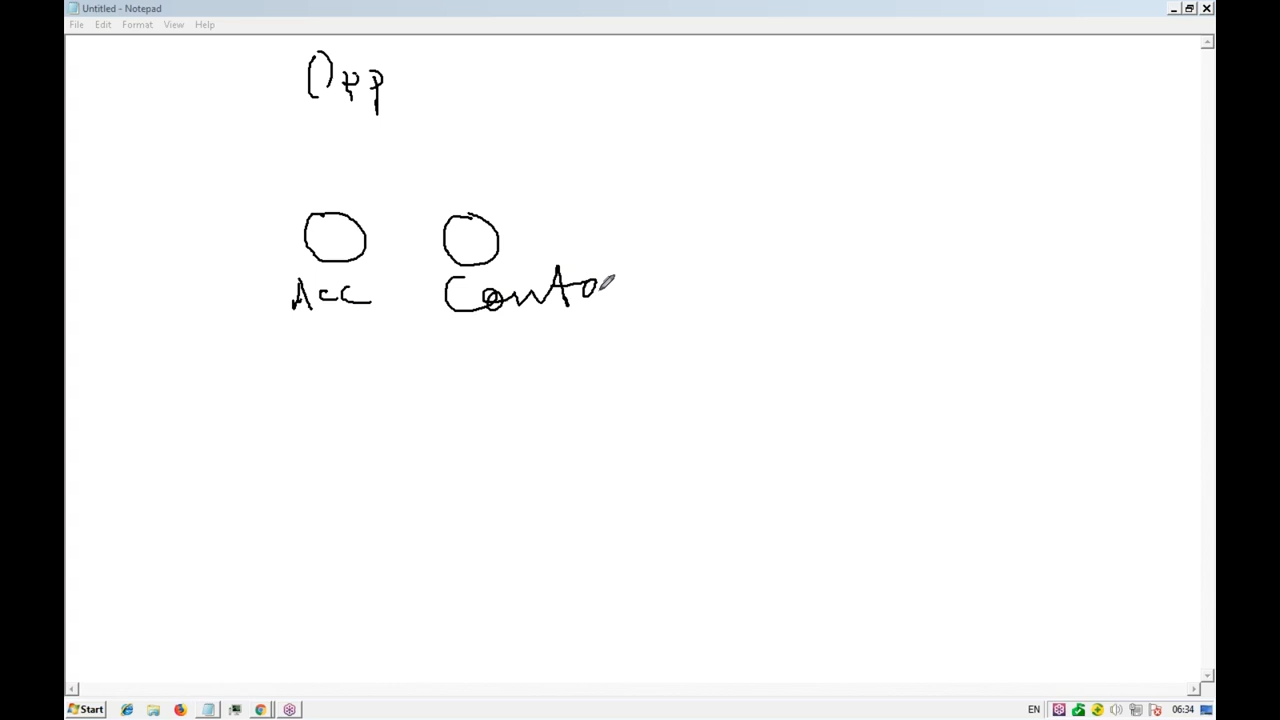 Untitled - Notepad
File Edit Format View Help
Opp
Acc Conta
Start EN 06:34